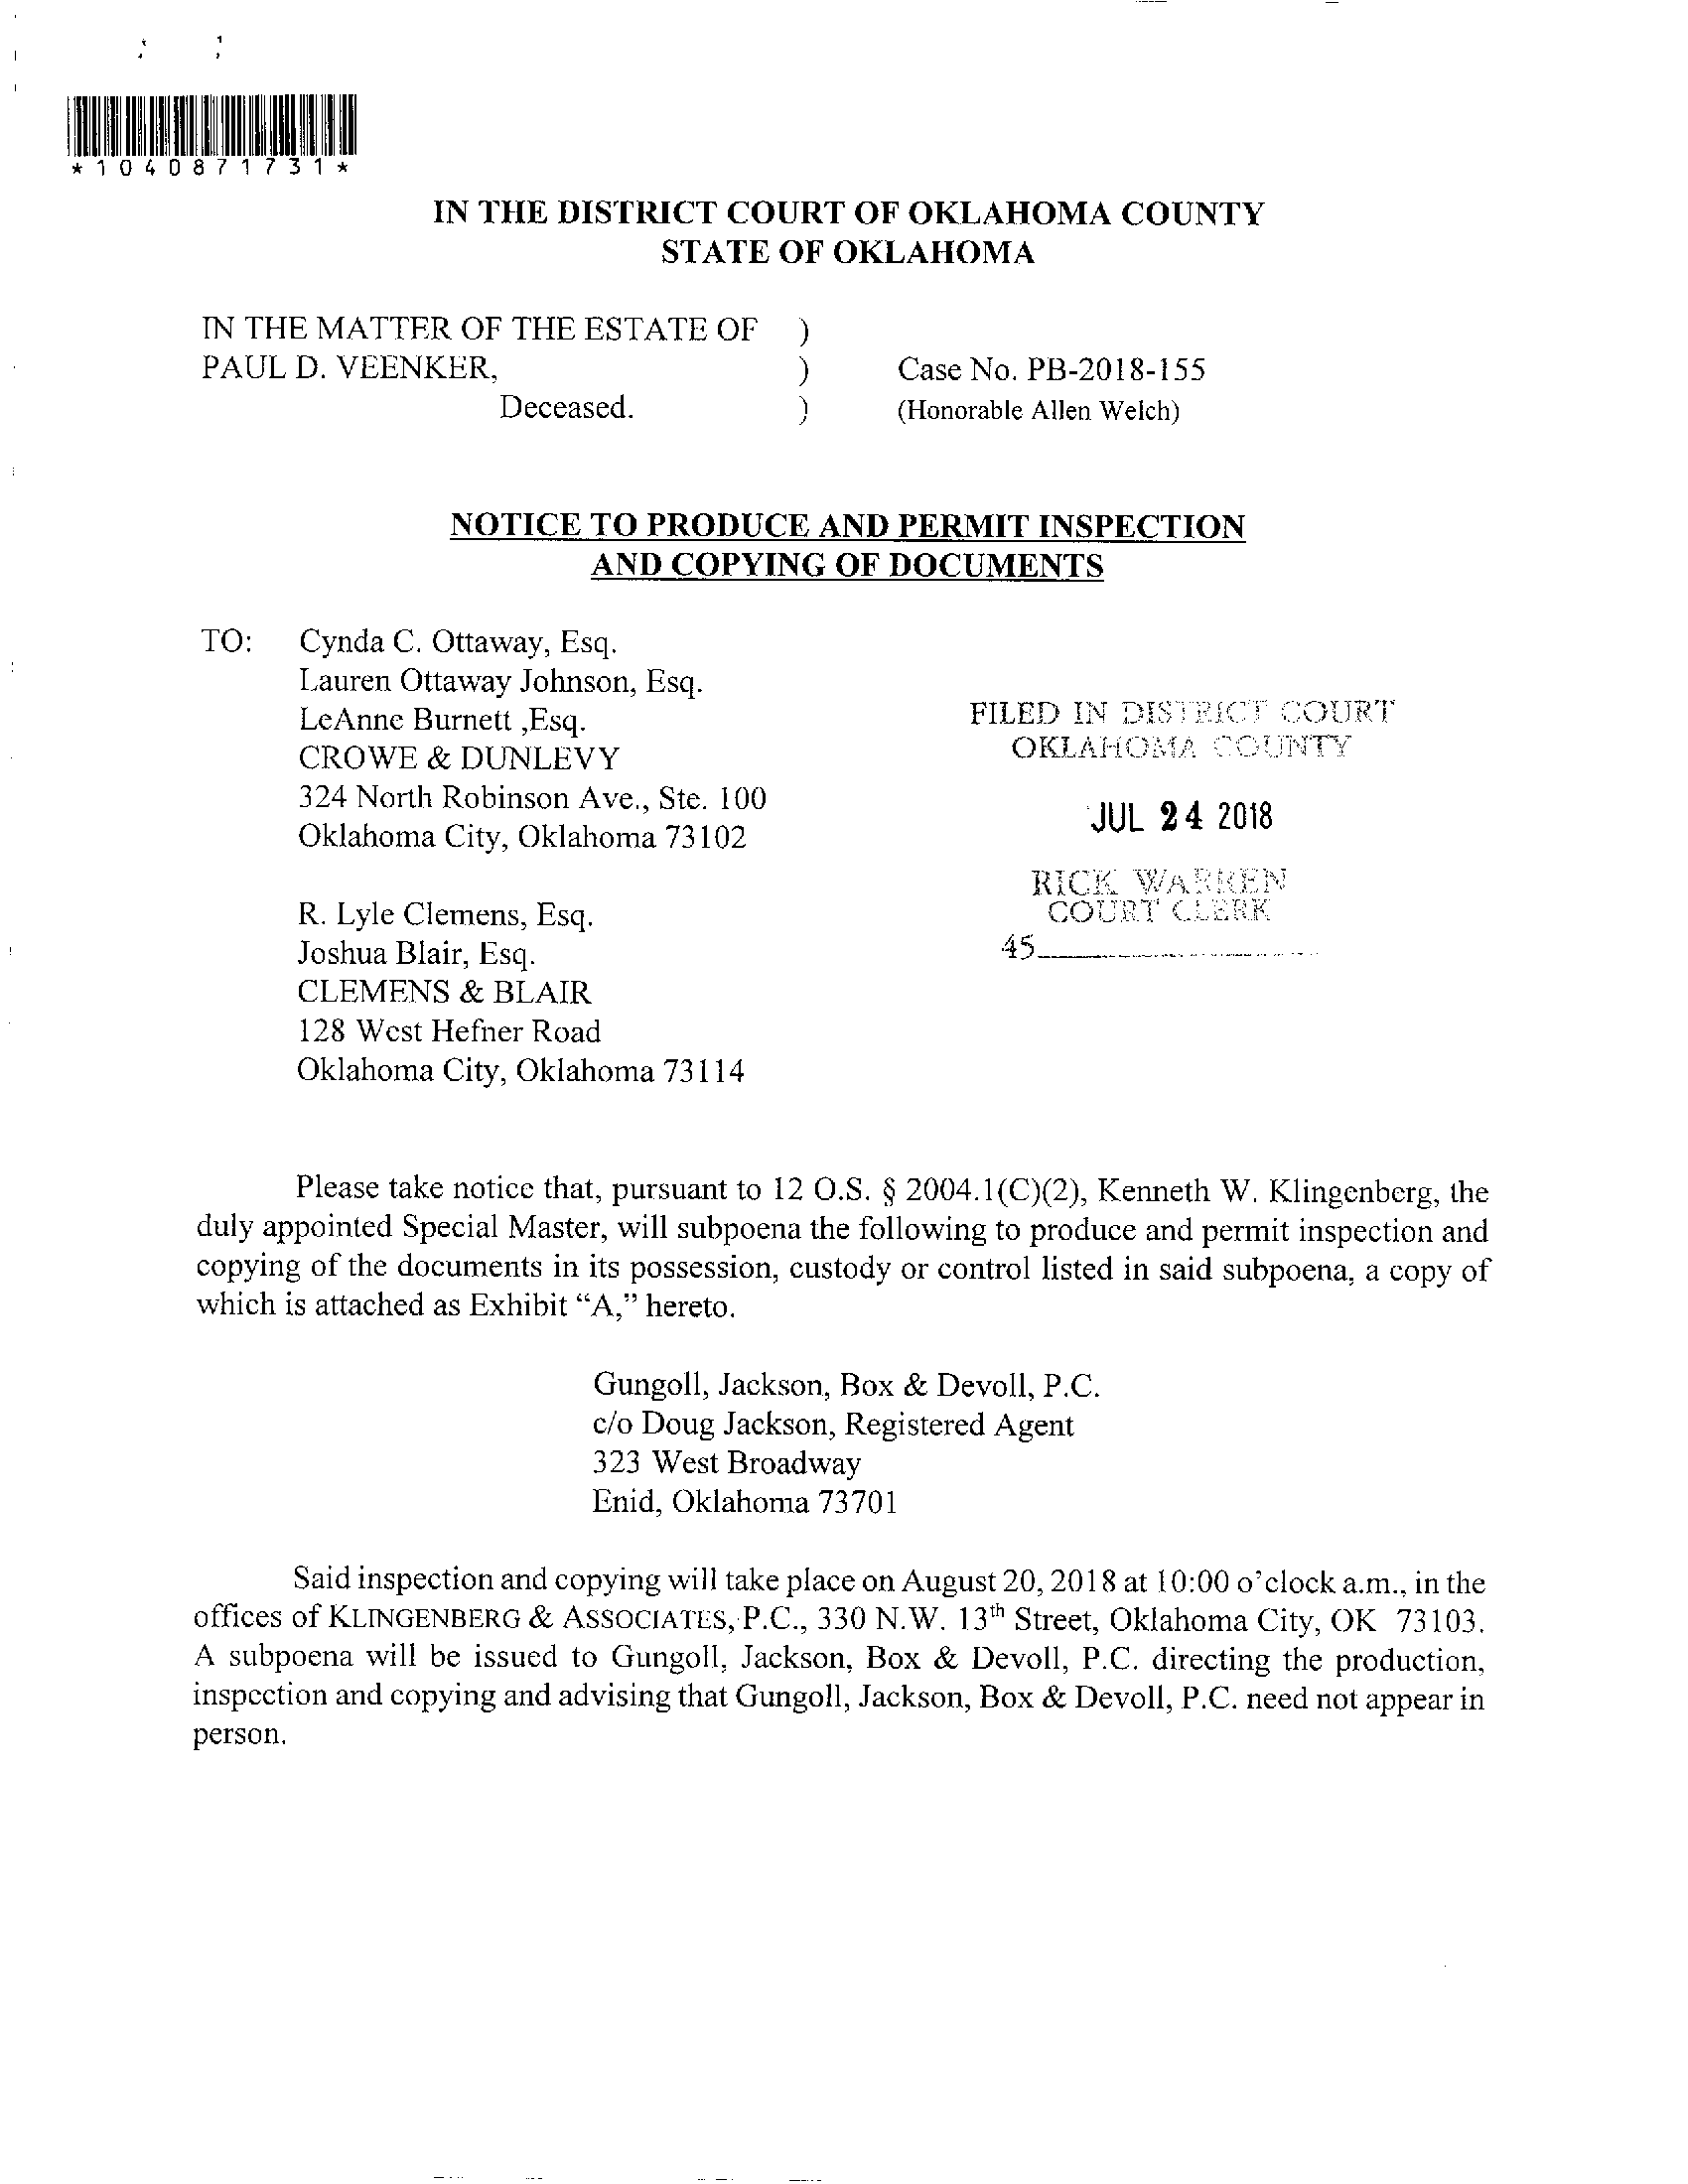 *1040871731*
IN THE DISTRICT COURT OF OKLAHOMA COUNTY
STATE OF OKLAHOMA
IN THE MATTER OF THE ESTATE OF )
PAUL D. VEENKER, ) Case No. PB-2018-155
Deceased. ) (Honorable Allen Welch)
NOTICE TO PRODUCE AND PERMIT INSPECTION
AND COPYING OF DOCUMENTS
TO: Cynda C. Ottaway, Esq.
Lauren Ottaway Johnson, Esq.
LeAnne Burnett ,Esq.
CROWE & DUNLEVY
324 North Robinson Ave., Ste. 100
Oklahoma City, Oklahoma 73102
R. Lyle Clemens, Esq.
Joshua Blair, Esq.
CLEMENS & BLAIR
128 West Hefner Road
Oklahoma City, Oklahoma 73114
FILED IN DISTRICT COURT
OKLAHOMA COUNTY
JUL 24 2018
RICK WARREN
COURT CLERK
45
Please take notice that, pursuant to 12 O.S. § 2004.1(C)(2), Kenneth W. Klingenberg, the
duly appointed Special Master, will subpoena the following to produce and permit inspection and
copying of the documents in its possession, custody or control listed in said subpoena, a copy of
which is attached as Exhibit “A,” hereto.
Gungoll, Jackson, Box & Devoll, P.C.
c/o Doug Jackson, Registered Agent
323 West Broadway
Enid, Oklahoma 73701
Said inspection and copying will take place on August 20, 2018 at 10:00 o’clock a.m., in the
offices of KLINGENBERG & ASSOCIATES, P.C., 330 N.W. 13th Street, Oklahoma City, OK 73103.
A subpoena will be issued to Gungoll, Jackson, Box & Devoll, P.C. directing the production,
inspection and copying and advising that Gungoll, Jackson, Box & Devoll, P.C. need not appear in
person.